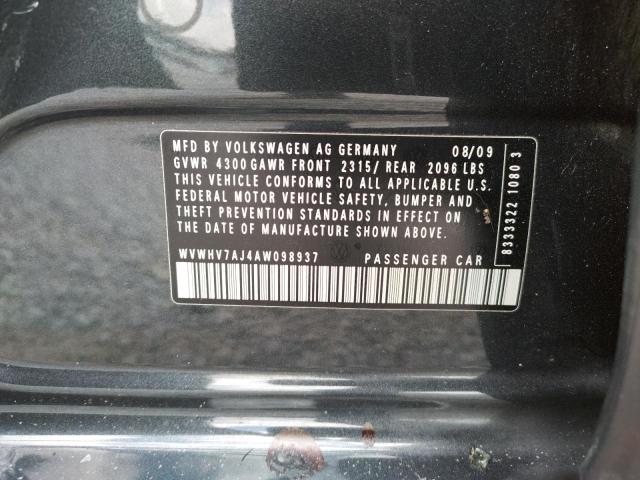 MFD BY VOLKSWAGEN AG GERMANY 08/09
GVWR 4300 GAWR FRONT 2315/ REAR 2096 LBS
THIS VEHICLE CONFORMS TO ALL APPLICABLE U.S.
FEDERAL MOTOR VEHICLE SAFETY, BUMPER AND
THEFT PREVENTION STANDARDS IN EFFECT ON
THE DATE OF MANUFACTURE SHOWN ABOVE.
WVWHV7AJ4AW098937 PASSENGER CAR
8333322 1080 3